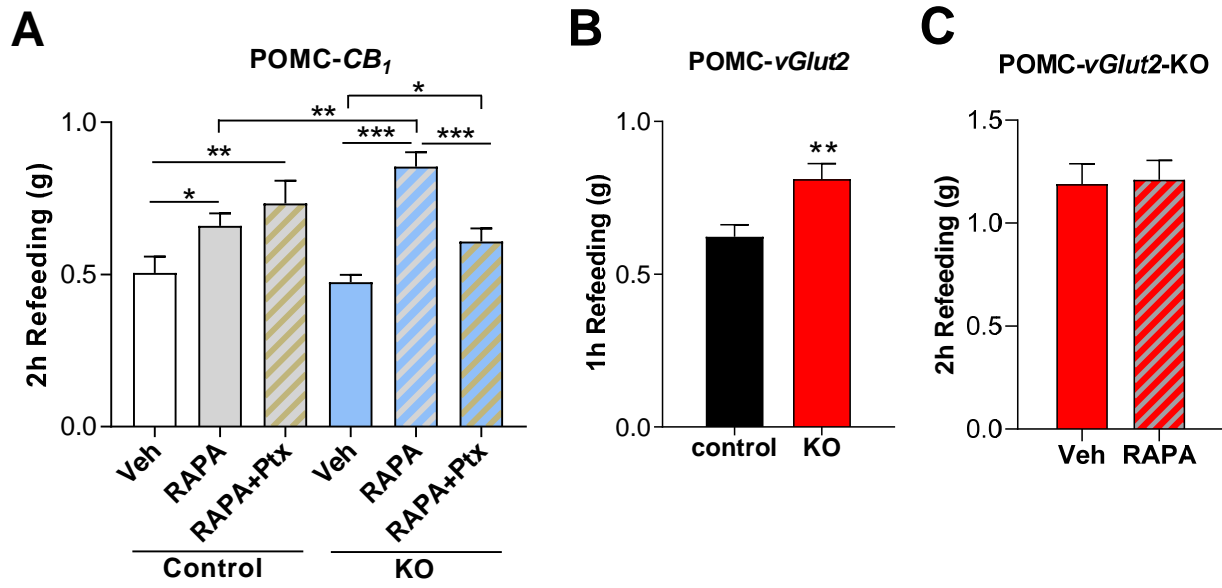 A
POMC-CB₁
2h Refeeding (g)
1.0
0.5
0.0
*
**
**
***
*
***
Veh
RAPA
RAPA+Ptx
Veh
RAPA
RAPA+Ptx
Control
KO
B
POMC-vGlut2
1h Refeeding (g)
1.0
0.5
0.0
**
control
KO
C
POMC-vGlut2-KO
2h Refeeding (g)
1.5
1.0
0.5
0.0
Veh
RAPA